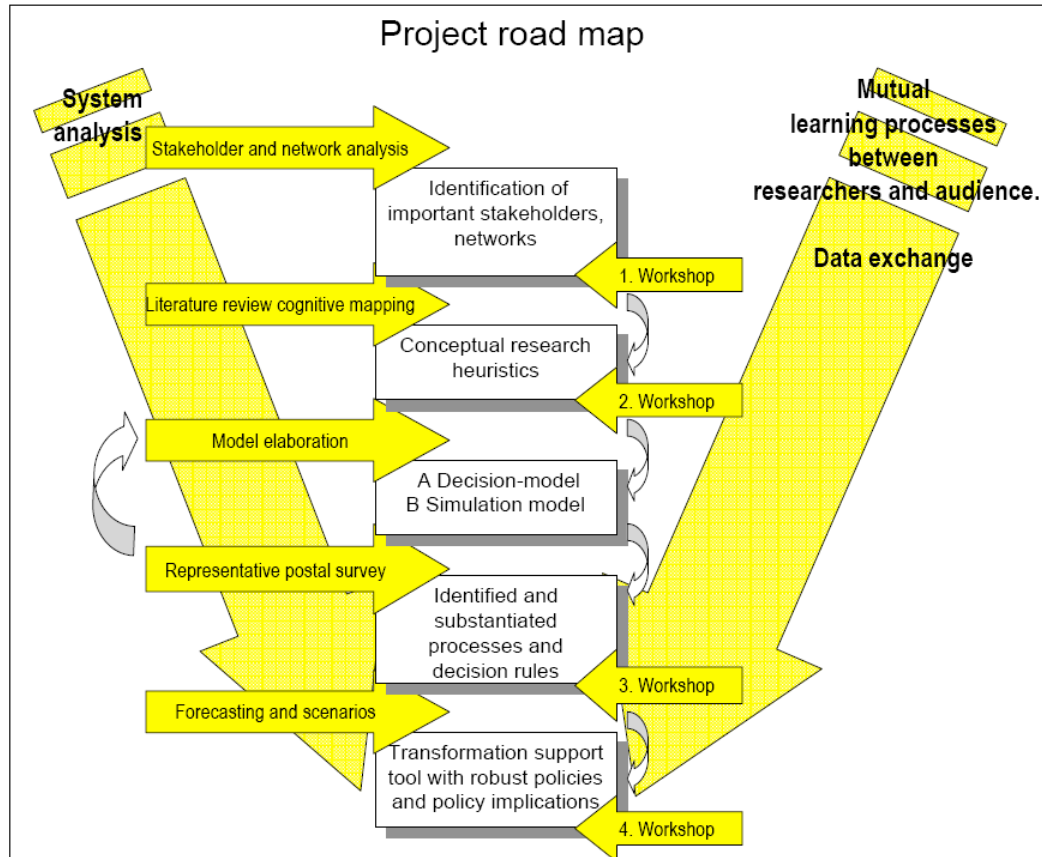 Project road map
System
analysis
Mutual
learning processes
between
researchers and audience.
Data exchange
Stakeholder and network analysis
Identification of
important stakeholders,
networks
1. Workshop
Literature review cognitive mapping
Conceptual research
heuristics
2. Workshop
Model elaboration
A Decision-model
B Simulation model
Representative postal survey
Identified and
substantiated
processes and
decision rules
3. Workshop
Forecasting and scenarios
Transformation support
tool with robust policies
and policy implications
4. Workshop